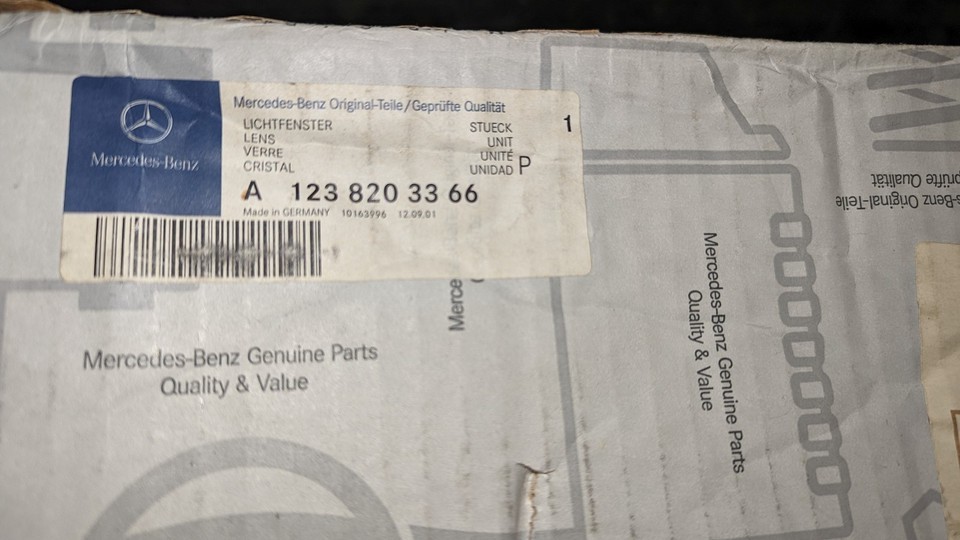 Mercedes-Benz
Mercedes-Benz Original-Teile/Geprüfte Qualität
LICHTFENSTER STUECK 1
LENS UNIT
VERRE UNITÉ
CRISTAL UNIDAD P
A 123 820 33 66
Made in GERMANY 10163996 12.09.01
Mercedes-Benz Genuine Parts
Quality & Value
Merce
Mercedes-Benz Genuine Parts
Quality & Value
s-Benz Original-Teile
prüfte Qualität